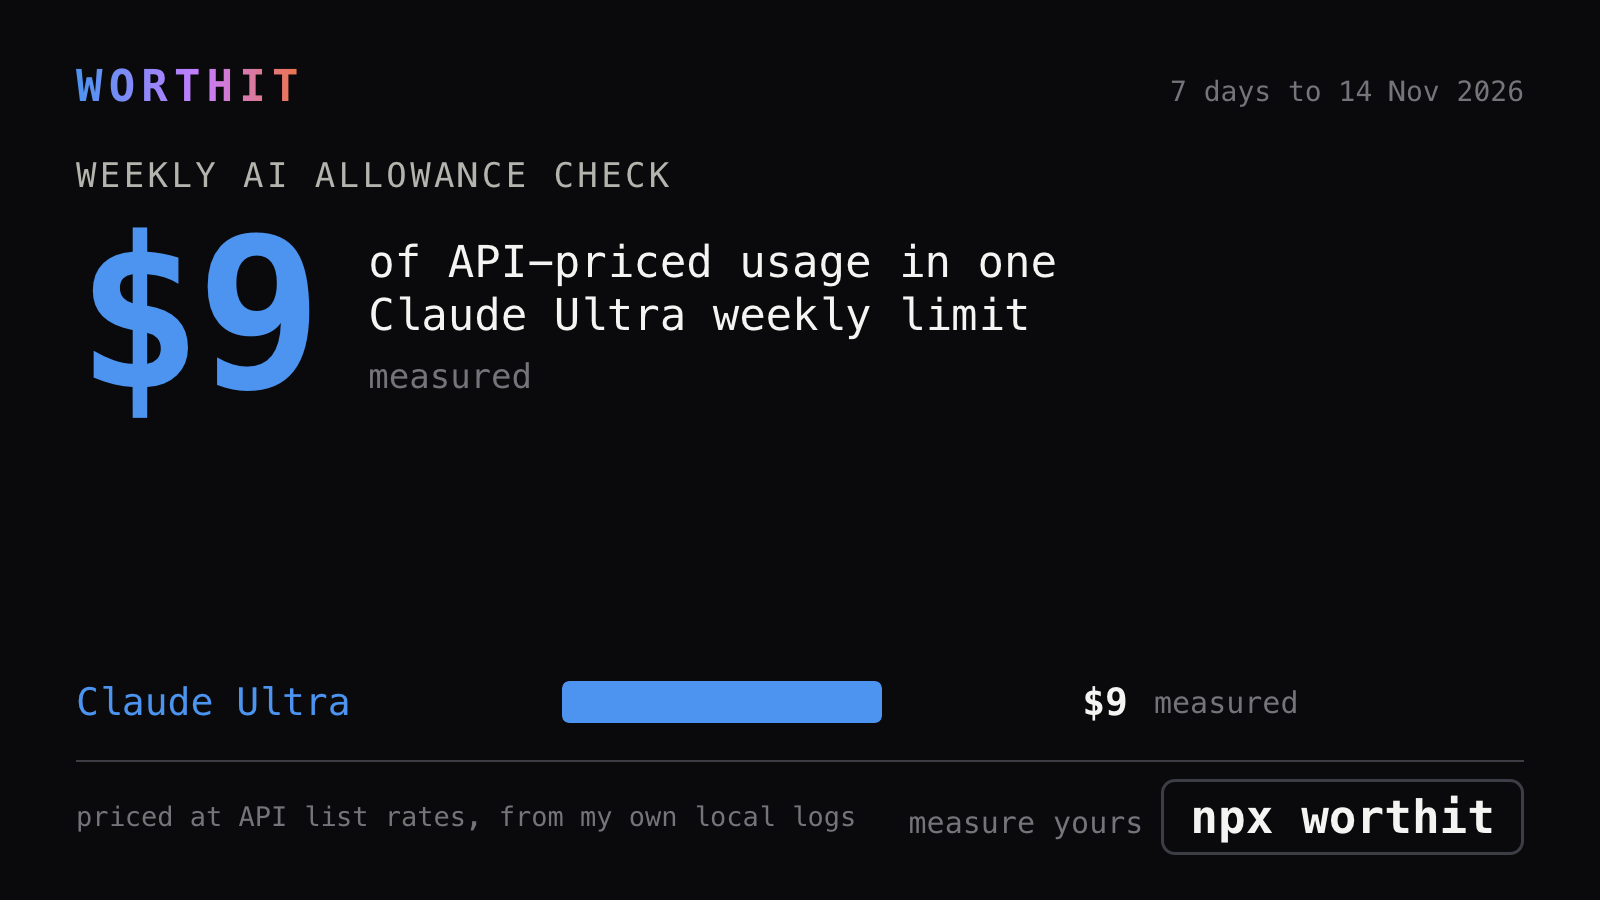 WORTHIT
7 days to 14 Nov 2026
WEEKLY AI ALLOWANCE CHECK
$9
of API–priced usage in one
Claude Ultra weekly limit
measured
Claude Ultra
$9 measured
priced at API list rates, from my own local logs
measure yours
npx worthit